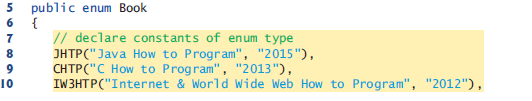 5 public enum Book
6 {
7 // declare constants of enum type
8 JHTP("Java How to Program", "2015"),
9 CHTP("C How to Program", "2013"),
10 IW3HTP("Internet & World Wide Web How to Program", "2012"),